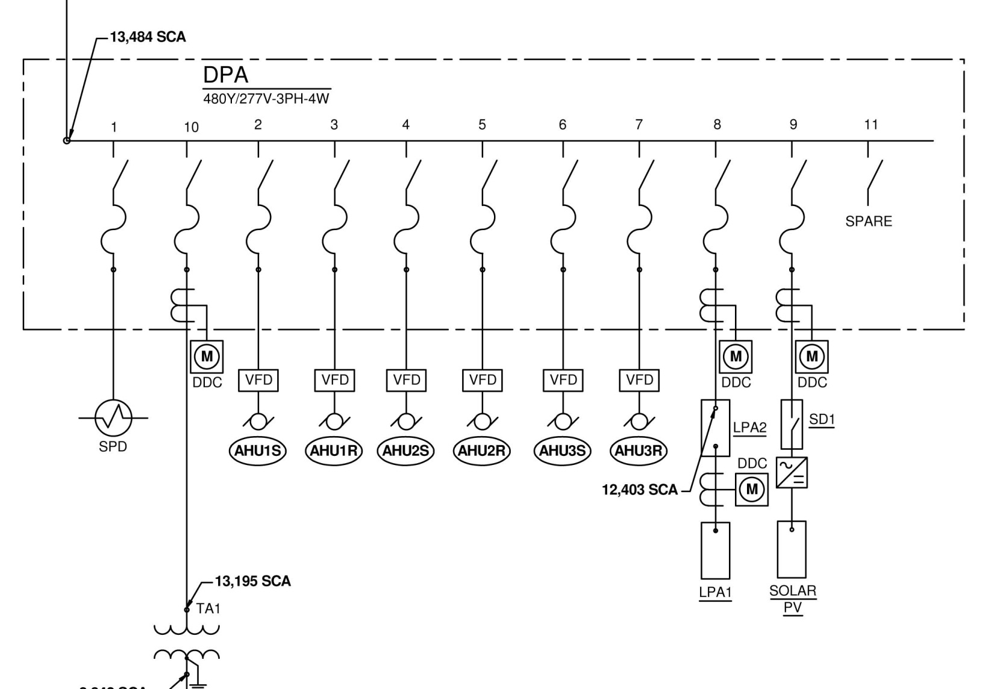 13,484 SCA
DPA
480Y/277V-3PH-4W
1 10 2 3 4 5 6 7 8 9 11
SPARE
M M M
DDC DDC DDC
VFD VFD VFD VFD VFD VFD
SPD
AHU1S AHU1R AHU2S AHU2R AHU3S AHU3R
LPA2
SD1
DDC
M
12,403 SCA
13,195 SCA
TA1
LPA1
SOLAR
PV
SCA